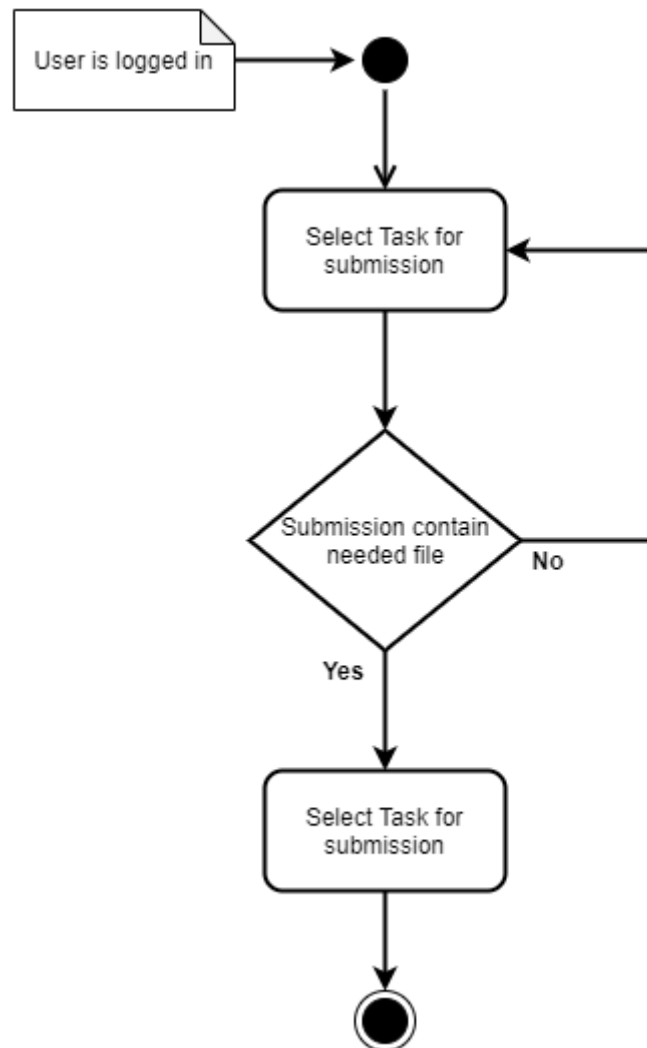 User is logged in
Select Task for
submission
Submission contain
needed file
No
Yes
Select Task for
submission